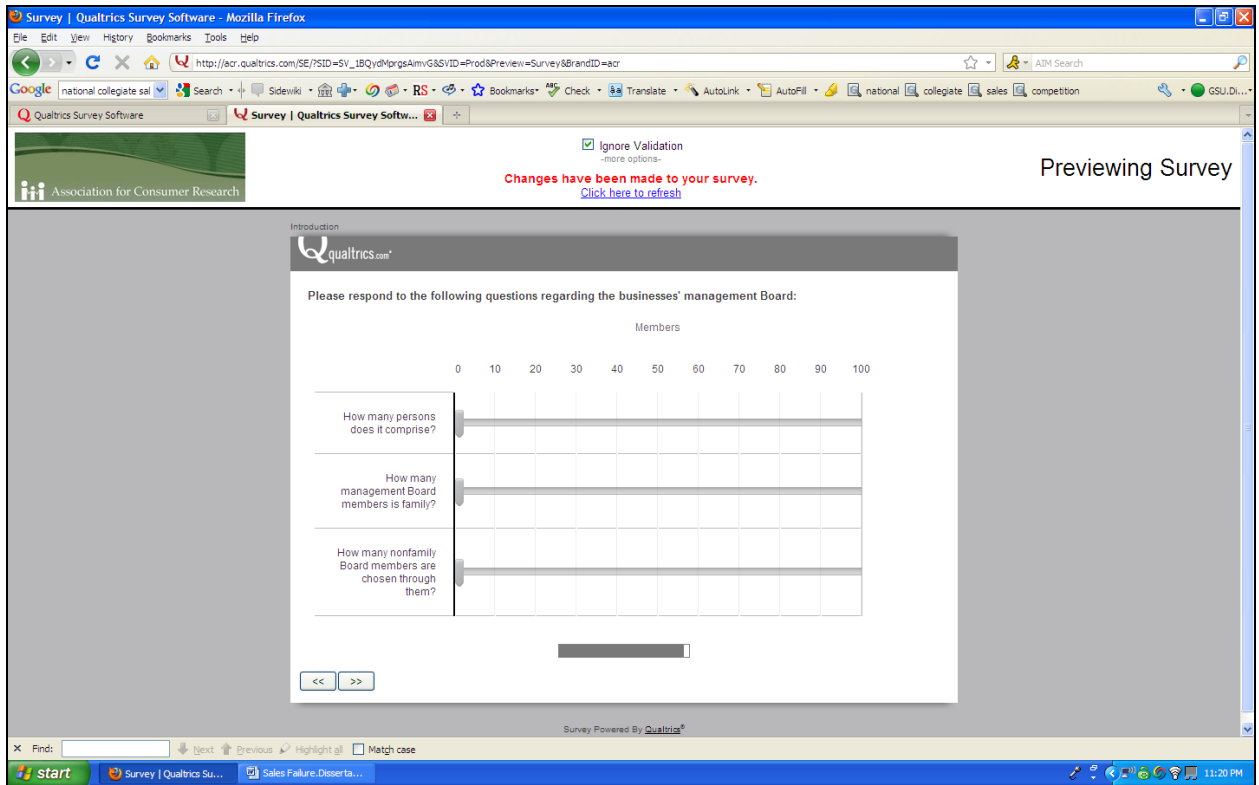 Survey | Qualtrics Survey Software - Mozilla Firefox
File Edit View History Bookmarks Tools Help
http://acr.qualtrics.com/SE/?SID=SV_1BQydMprgsAimvG&SVID=Prod&Preview=Survey&BrandID=acr
AIM Search
Google national collegiate sal Search Sidewiki RS Bookmarks Check Translate AutoLink AutoFill national collegiate sales competition GSU.Di...
Qualtrics Survey Software Survey | Qualtrics Survey Softw...
Ignore Validation
-more options-
Changes have been made to your survey.
Click here to refresh
Previewing Survey
Association for Consumer Research
Introduction
qualtrics.com
Please respond to the following questions regarding the businesses' management Board:
Members
0 10 20 30 40 50 60 70 80 90 100
How many persons
does it comprise?
How many
management Board
members is family?
How many nonfamily
Board members are
chosen through
them?
<< >>
Survey Powered By Qualtrics®
x Find: Next Previous Highlight all Match case
start Survey | Qualtrics Su... Sales Failure.Disserta... 11:20 PM